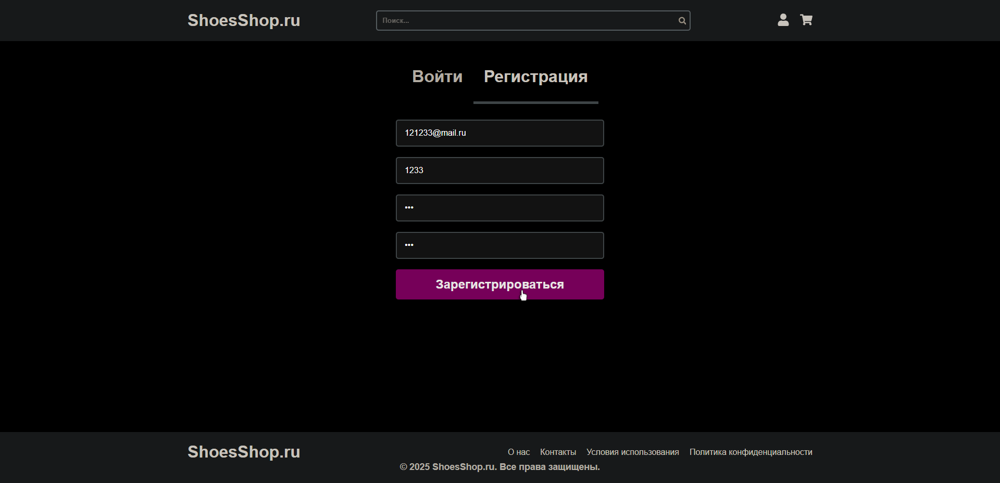 ShoesShop.ru
Поиск...
Войти
Регистрация
121233@mail.ru
1233
•••
•••
Зарегистрироваться
ShoesShop.ru
О нас
Контакты
Условия использования
Политика конфиденциальности
© 2025 ShoesShop.ru. Все права защищены.